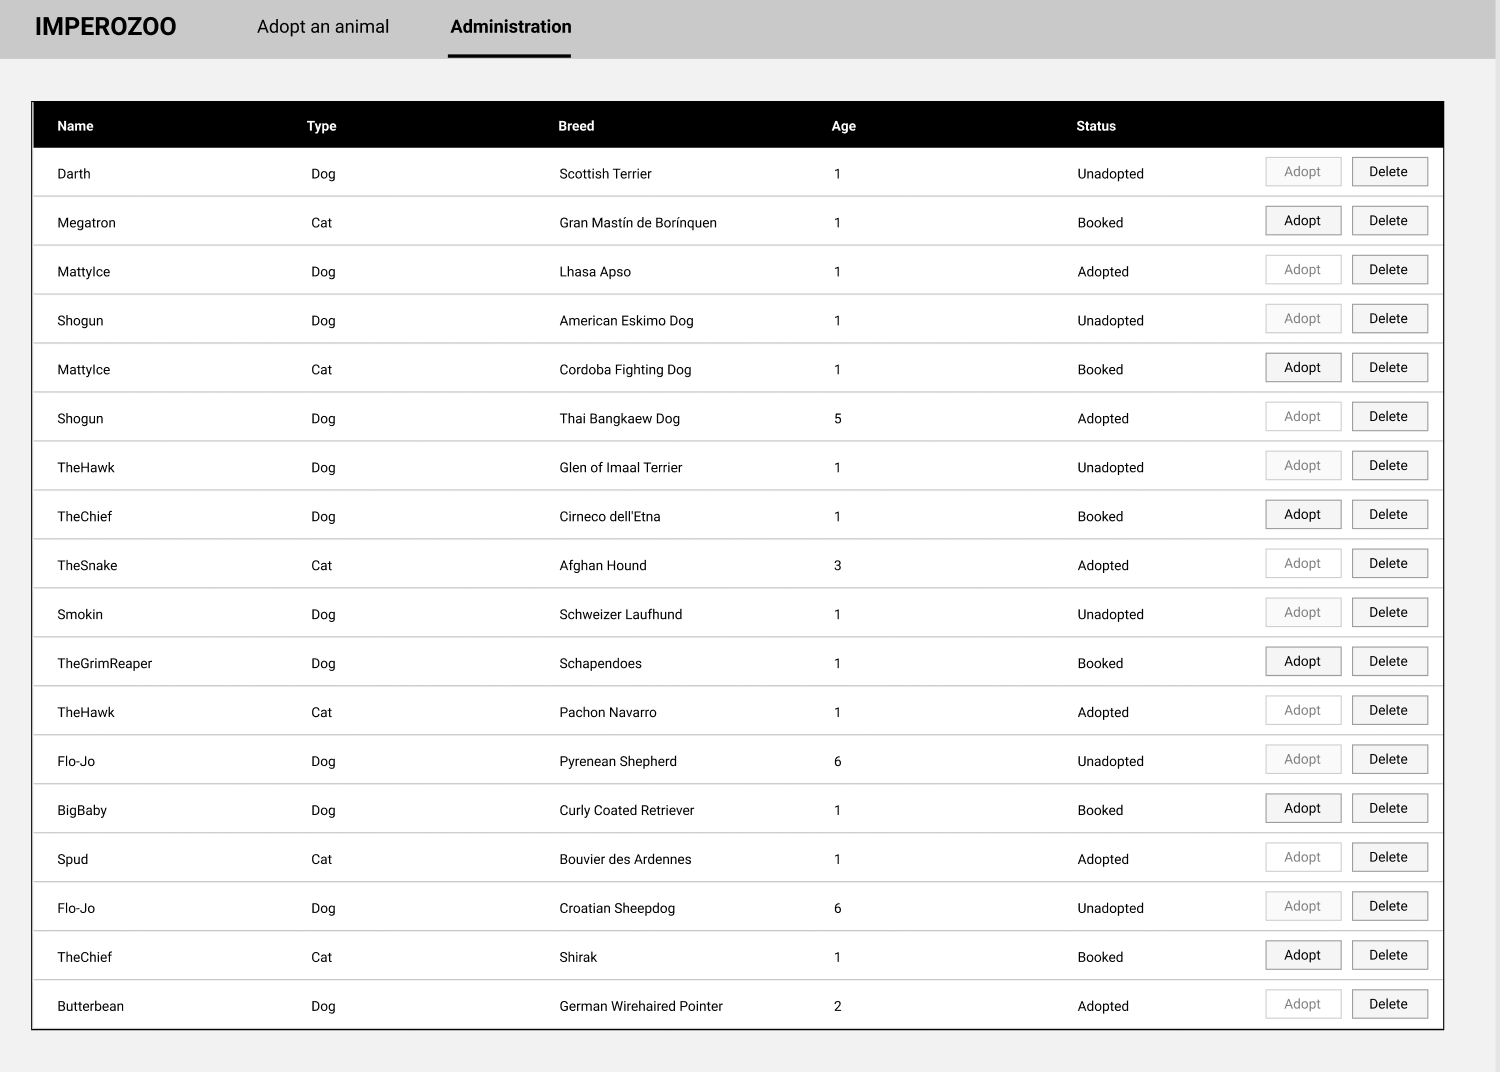 IMPEROZOO Adopt an animal Administration
Name Type Breed Age Status
Darth Dog Scottish Terrier 1 Unadopted Adopt Delete
Megatron Cat Gran Mastín de Borínquen 1 Booked Adopt Delete
MattyIce Dog Lhasa Apso 1 Adopted Adopt Delete
Shogun Dog American Eskimo Dog 1 Unadopted Adopt Delete
MattyIce Cat Cordoba Fighting Dog 1 Booked Adopt Delete
Shogun Dog Thai Bangkaew Dog 5 Adopted Adopt Delete
TheHawk Dog Glen of Imaal Terrier 1 Unadopted Adopt Delete
TheChief Dog Cirneco dell'Etna 1 Booked Adopt Delete
TheSnake Cat Afghan Hound 3 Adopted Adopt Delete
Smokin Dog Schweizer Laufhund 1 Unadopted Adopt Delete
TheGrimReaper Dog Schapendoes 1 Booked Adopt Delete
TheHawk Cat Pachon Navarro 1 Adopted Adopt Delete
Flo-Jo Dog Pyrenean Shepherd 6 Unadopted Adopt Delete
BigBaby Dog Curly Coated Retriever 1 Booked Adopt Delete
Spud Cat Bouvier des Ardennes 1 Adopted Adopt Delete
Flo-Jo Dog Croatian Sheepdog 6 Unadopted Adopt Delete
TheChief Cat Shirak 1 Booked Adopt Delete
Butterbean Dog German Wirehaired Pointer 2 Adopted Adopt Delete